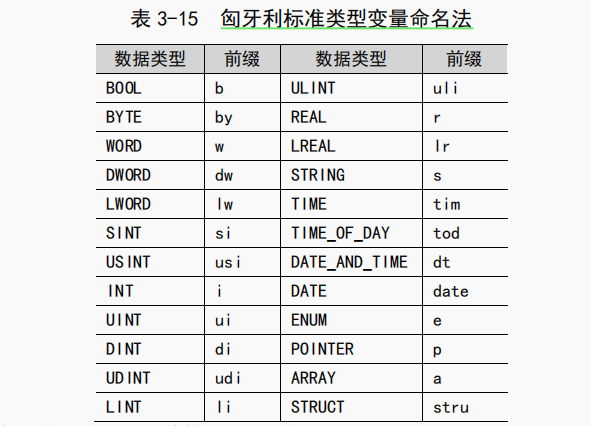 表 3-15 匈牙利标准类型变量命名法
数据类型 前缀 数据类型 前缀
BOOL b ULINT uli
BYTE by REAL r
WORD w LREAL lr
DWORD dw STRING s
LWORD lw TIME tim
SINT si TIME_OF_DAY tod
USINT usi DATE_AND_TIME dt
INT i DATE date
UINT ui ENUM e
DINT di POINTER p
UDINT udi ARRAY a
LINT li STRUCT stru